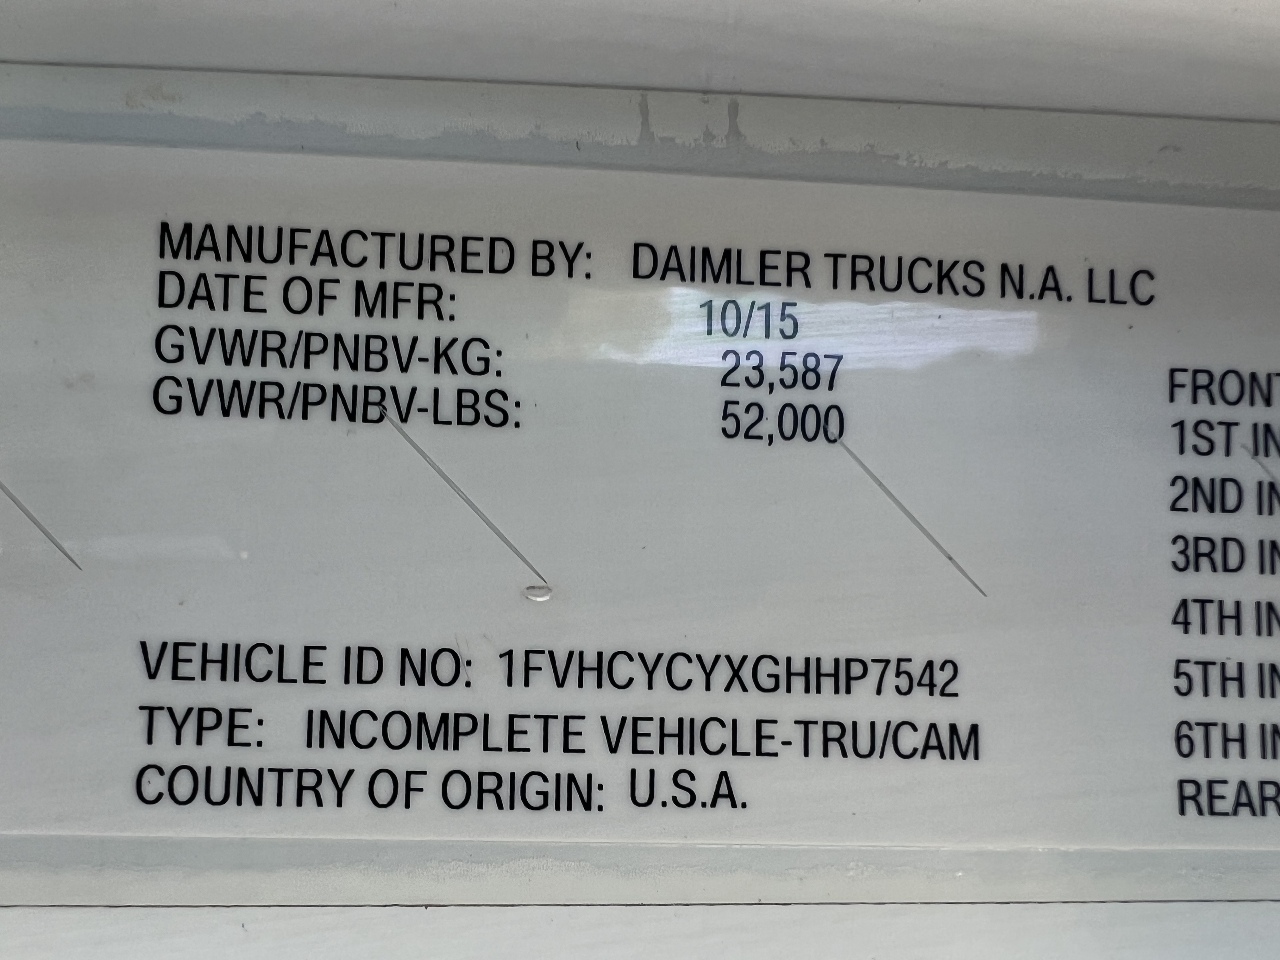 MANUFACTURED BY: DAIMLER TRUCKS N.A. LLC
DATE OF MFR: 10/15
GVWR/PNBV-KG: 23,587
GVWR/PNBV-LBS: 52,000
FRONT
1ST IN
2ND IN
3RD IN
4TH IN
5TH IN
6TH IN
REAR
VEHICLE ID NO: 1FVHCYCYXGHHP7542
TYPE: INCOMPLETE VEHICLE-TRU/CAM
COUNTRY OF ORIGIN: U.S.A.